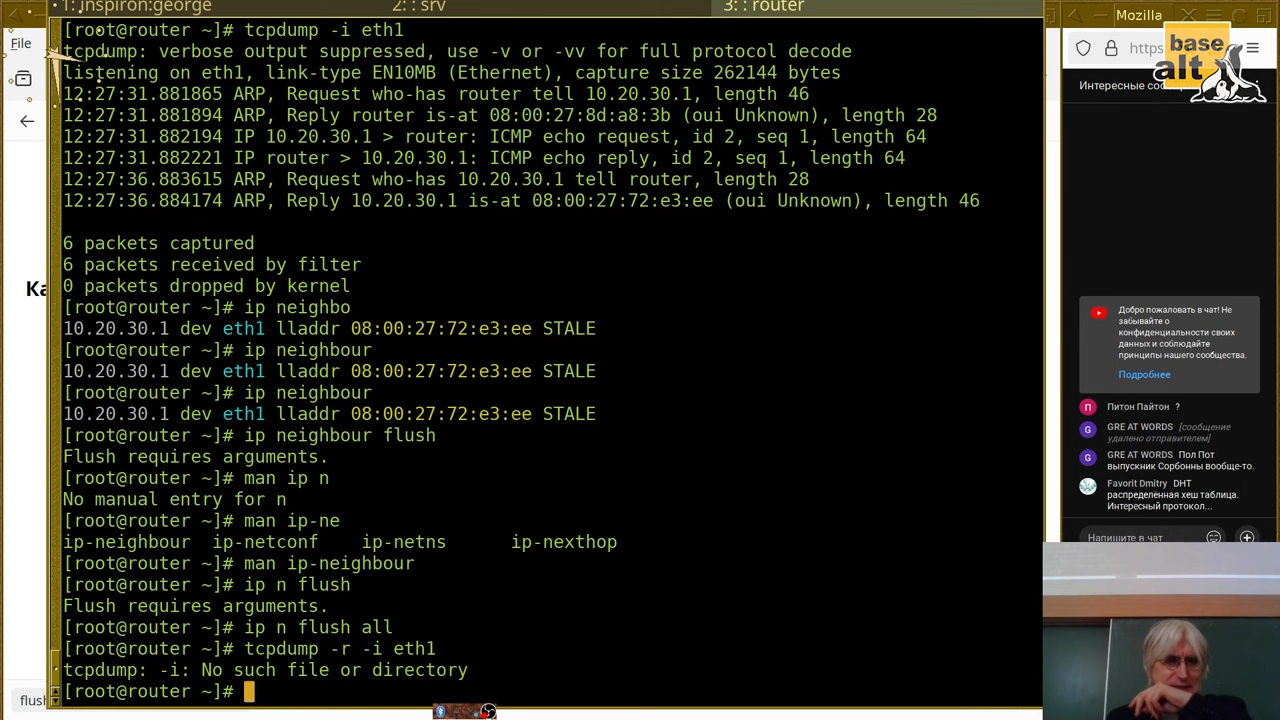 1: inspiron:george
2: : srv
3: : router
[root@router ~]# tcpdump -i eth1
tcpdump: verbose output suppressed, use -v or -vv for full protocol decode
listening on eth1, link-type EN10MB (Ethernet), capture size 262144 bytes
12:27:31.881865 ARP, Request who-has router tell 10.20.30.1, length 46
12:27:31.881894 ARP, Reply router is-at 08:00:27:8d:a8:3b (oui Unknown), length 28
12:27:31.882194 IP 10.20.30.1 > router: ICMP echo request, id 2, seq 1, length 64
12:27:31.882221 IP router > 10.20.30.1: ICMP echo reply, id 2, seq 1, length 64
12:27:36.883615 ARP, Request who-has 10.20.30.1 tell router, length 28
12:27:36.884174 ARP, Reply 10.20.30.1 is-at 08:00:27:72:e3:ee (oui Unknown), length 46
6 packets captured
6 packets received by filter
0 packets dropped by kernel
[root@router ~]# ip neighbo
10.20.30.1 dev eth1 lladdr 08:00:27:72:e3:ee STALE
[root@router ~]# ip neighbour
10.20.30.1 dev eth1 lladdr 08:00:27:72:e3:ee STALE
[root@router ~]# ip neighbour
10.20.30.1 dev eth1 lladdr 08:00:27:72:e3:ee STALE
[root@router ~]# ip neighbour flush
Flush requires arguments.
[root@router ~]# man ip n
No manual entry for n
[root@router ~]# man ip-ne
ip-neighbour ip-netconf ip-netns ip-nexthop
[root@router ~]# man ip-neighbour
[root@router ~]# ip n flush
Flush requires arguments.
[root@router ~]# ip n flush all
[root@router ~]# tcpdump -r -i eth1
tcpdump: -i: No such file or directory
[root@router ~]#
File
Ка
flus
Mozilla
https
base
alt
Интересные соо
Добро пожаловать в чат! Не
забывайте о
конфиденциальности своих
данных и соблюдайте
принципы нашего сообщества.
Подробнее
П Питон Пайтон ?
G GRE AT WORDS [сообщение
удалено отправителем]
G GRE AT WORDS Пол Пот
выпускник Сорбонны вообще-то.
Favorit Dmitry DHT
распределённая хеш таблица.
Интересный протокол...
Напишите в чат